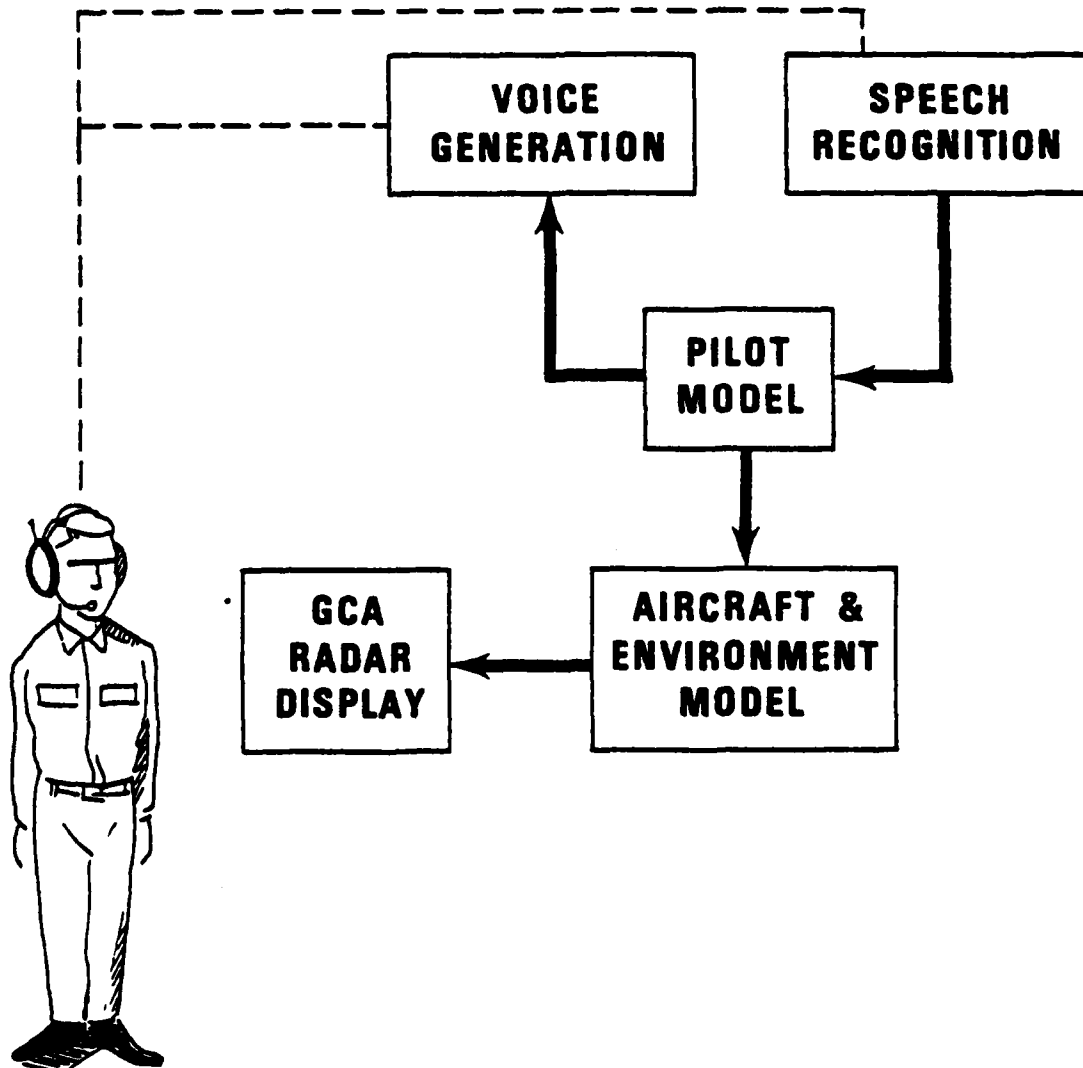 VOICE
GENERATION
SPEECH
RECOGNITION
PILOT
MODEL
GCA
RADAR
DISPLAY
AIRCRAFT &
ENVIRONMENT
MODEL